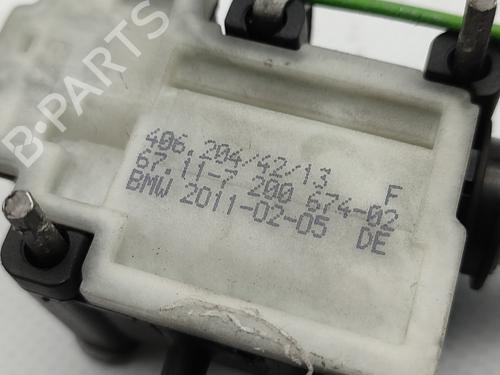 B-PARTS
406.204/42/13 F
67.11-7 200 674-02
BMW 2011-02-05 DE